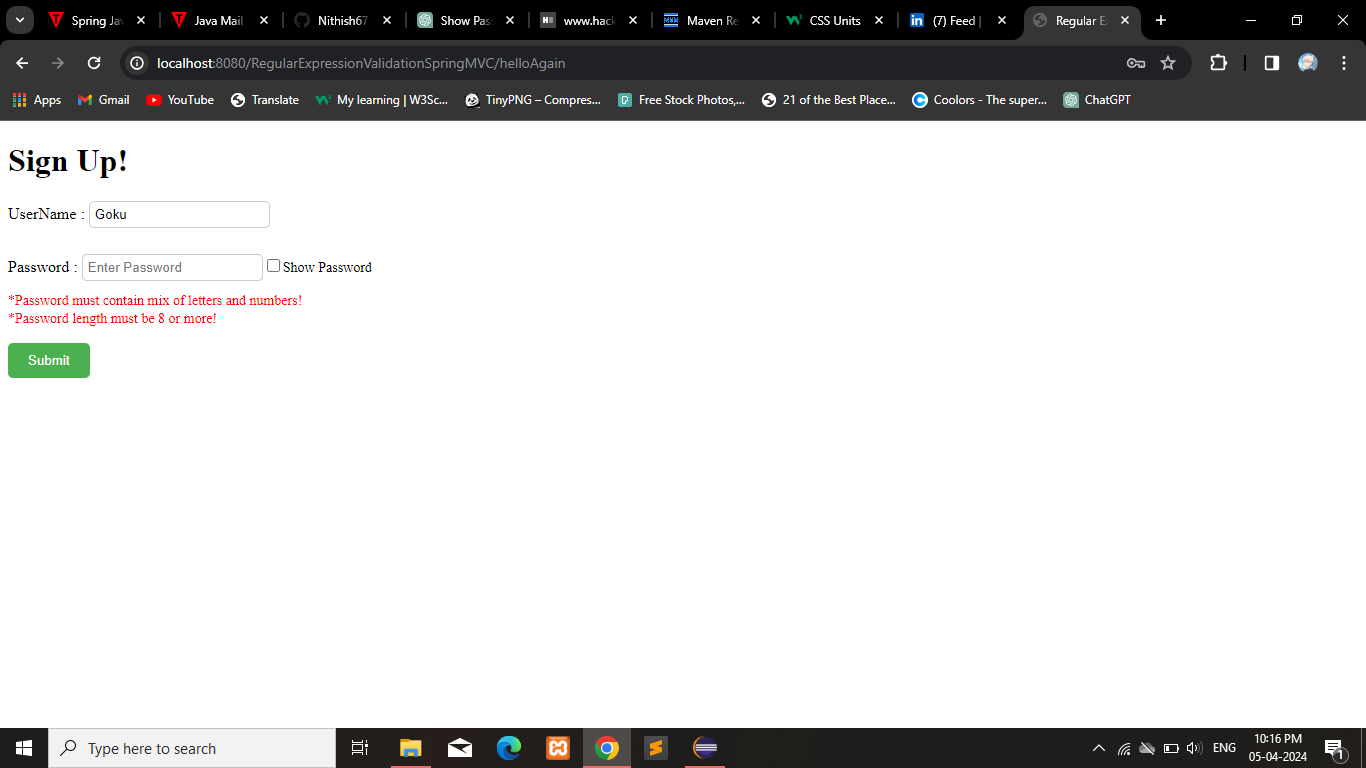 Spring Jav
Java Mail
Nithish67
Show Pas
www.hack
Maven Re
CSS Units
(7) Feed |
Regular E
localhost:8080/RegularExpressionValidationSpringMVC/helloAgain
Apps
Gmail
YouTube
Translate
My learning | W3Sc...
TinyPNG – Compres...
Free Stock Photos,...
21 of the Best Place...
Coolors - The super...
ChatGPT
Sign Up!
UserName : Goku
Password : Enter Password Show Password
*Password must contain mix of letters and numbers!
*Password length must be 8 or more!
Submit
Type here to search
ENG
10:16 PM
05-04-2024
1